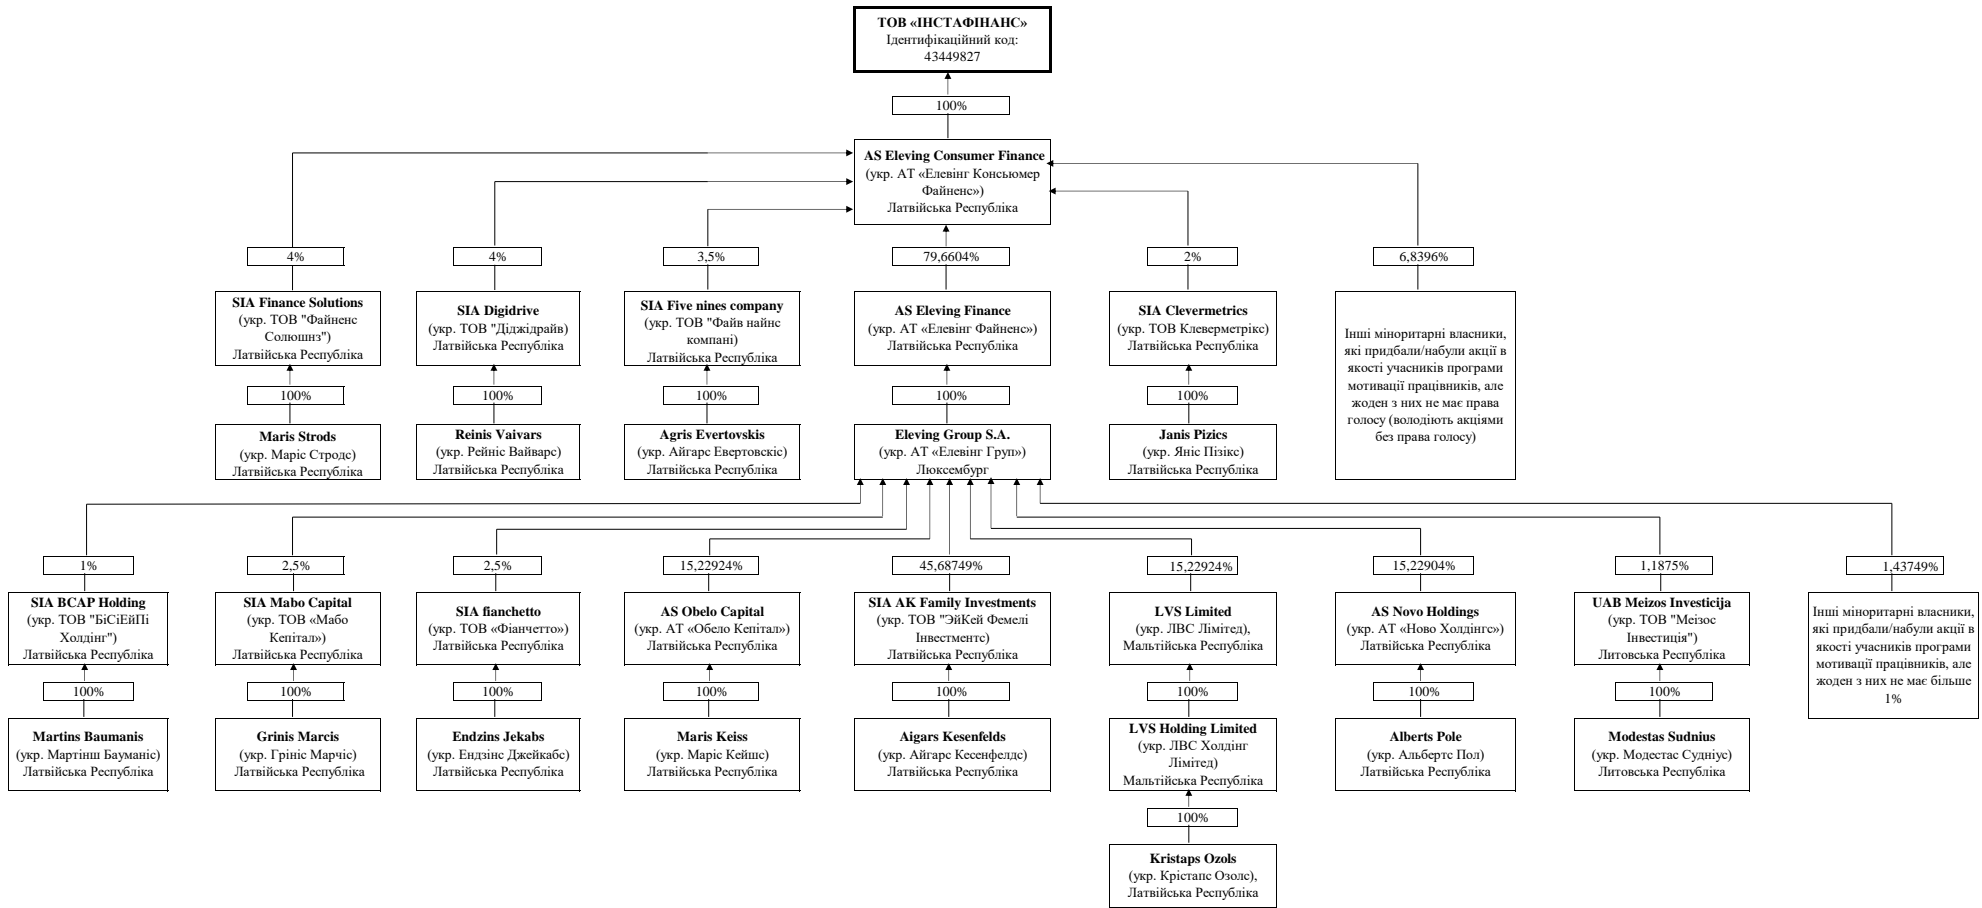 ТОВ «ІНСТАФІНАНС»
Ідентифікаційний код:
43449827
100%
AS Eleving Consumer Finance
(укр. АТ «Елевінг Консьюмер
Файненс»)
Латвійська Республіка
4%
4%
3,5%
79,6604%
2%
6,8396%
SIA Finance Solutions
(укр. ТОВ "Файненс
Солюшнз")
Латвійська Республіка
SIA Digidrive
(укр. ТОВ "Діджідрайв)
Латвійська Республіка
SIA Five nines company
(укр. ТОВ "Файв найнс
компані)
Латвійська Республіка
AS Eleving Finance
(укр. АТ «Елевінг Файненс»)
Латвійська Республіка
SIA Clevermetrics
(укр. ТОВ Клеверметрікс)
Латвійська Республіка
Інші міноритарні власники,
які придбали/набули акції в
якості учасників програми
мотивації працівників, але
жоден з них не має права
голосу (володіють акціями
без права голосу)
100%
100%
100%
100%
100%
Maris Strods
(укр. Маріс Стродс)
Латвійська Республіка
Reinis Vaivars
(укр. Рейніс Вайварс)
Латвійська Республіка
Agris Evertovskis
(укр. Айгарс Евертовскіс)
Латвійська Республіка
Eleving Group S.A.
(укр. АТ «Елевінг Груп»)
Люксембург
Janis Pizics
(укр. Яніс Пізікс)
Латвійська Республіка
1%
2,5%
2,5%
15,22924%
45,68749%
15,22924%
15,22904%
1,1875%
1,43749%
SIA BCAP Holding
(укр. ТОВ "БіСіЕйПі
Холдінг")
Латвійська Республіка
SIA Mabo Capital
(укр. ТОВ «Мабо
Кепітал»)
Латвійська Республіка
SIA fianchetto
(укр. ТОВ «Фіанчетто»)
Латвійська Республіка
AS Obelo Capital
(укр. АТ «Обело Кепітал»)
Латвійська Республіка
SIA AK Family Investments
(укр. ТОВ "ЭйКей Фемелі
Інвестментс)
Латвійська Республіка
LVS Limited
(укр. ЛВС Лімітед),
Мальтійська Республіка
AS Novo Holdings
(укр. АТ «Ново Холдінгс»)
Латвійська Республіка
UAB Meizos Investicija
(укр. ТОВ "Меізос
Інвестиція")
Литовська Республіка
Інші міноритарні власники,
які придбали/набули акції в
якості учасників програми
мотивації працівників, але
жоден з них не має більше
1%
100%
100%
100%
100%
100%
100%
100%
100%
Martins Baumanis
(укр. Мартінш Бауманіс)
Латвійська Республіка
Grinis Marcis
(укр. Грініс Марчіс)
Латвійська Республіка
Endzins Jekabs
(укр. Ендзінс Джейкабс)
Латвійська Республіка
Maris Keiss
(укр. Маріс Кейшс)
Латвійська Республіка
Aigars Kesenfelds
(укр. Айгарс Кесенфелдс)
Латвійська Республіка
LVS Holding Limited
(укр. ЛВС Холдінг
Лімітед)
Мальтійська Республіка
Alberts Pole
(укр. Альбертс Пол)
Латвійська Республіка
Modestas Sudnius
(укр. Модестас Судніус)
Литовська Республіка
100%
Kristaps Ozols
(укр. Крістапс Озолс),
Латвійська Республіка